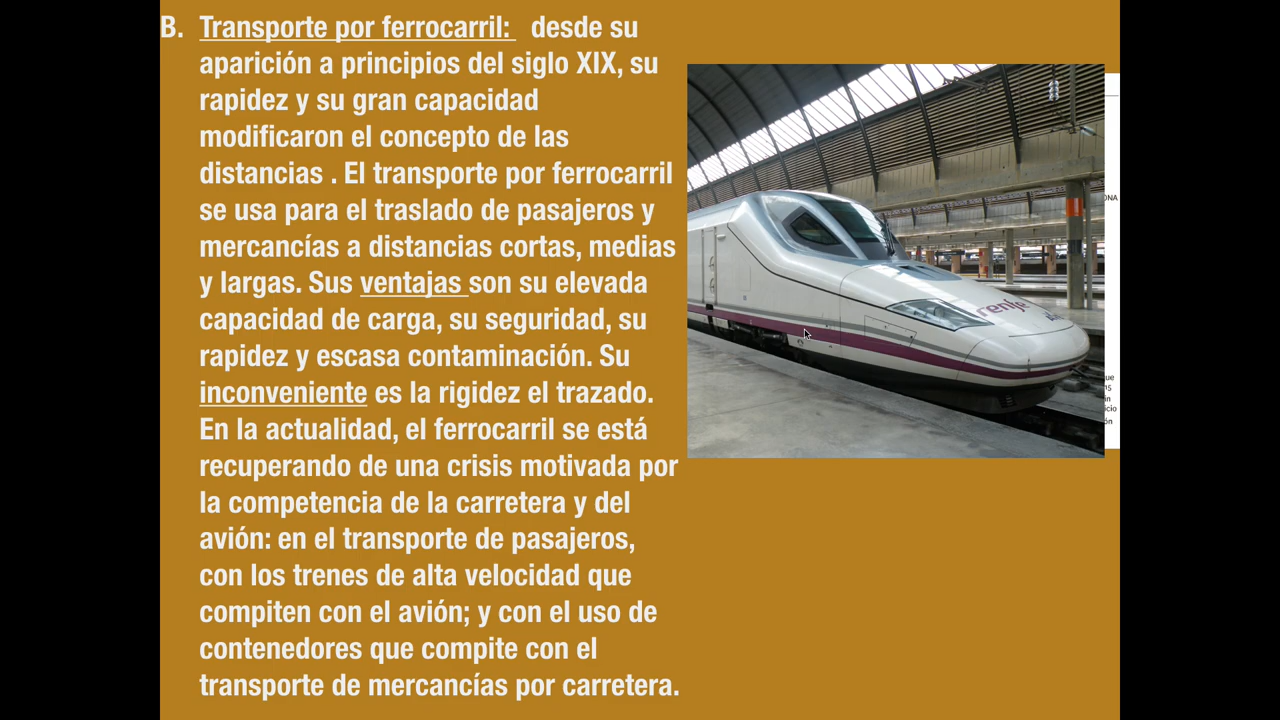 B. Transporte por ferrocarril: desde su
aparición a principios del siglo XIX, su
rapidez y su gran capacidad
modificaron el concepto de las
distancias . El transporte por ferrocarril
se usa para el traslado de pasajeros y
mercancías a distancias cortas, medias
y largas. Sus ventajas son su elevada
capacidad de carga, su seguridad, su
rapidez y escasa contaminación. Su
inconveniente es la rigidez el trazado.
En la actualidad, el ferrocarril se está
recuperando de una crisis motivada por
la competencia de la carretera y del
avión: en el transporte de pasajeros,
con los trenes de alta velocidad que
compiten con el avión; y con el uso de
contenedores que compite con el
transporte de mercancías por carretera.
renfe
ONA